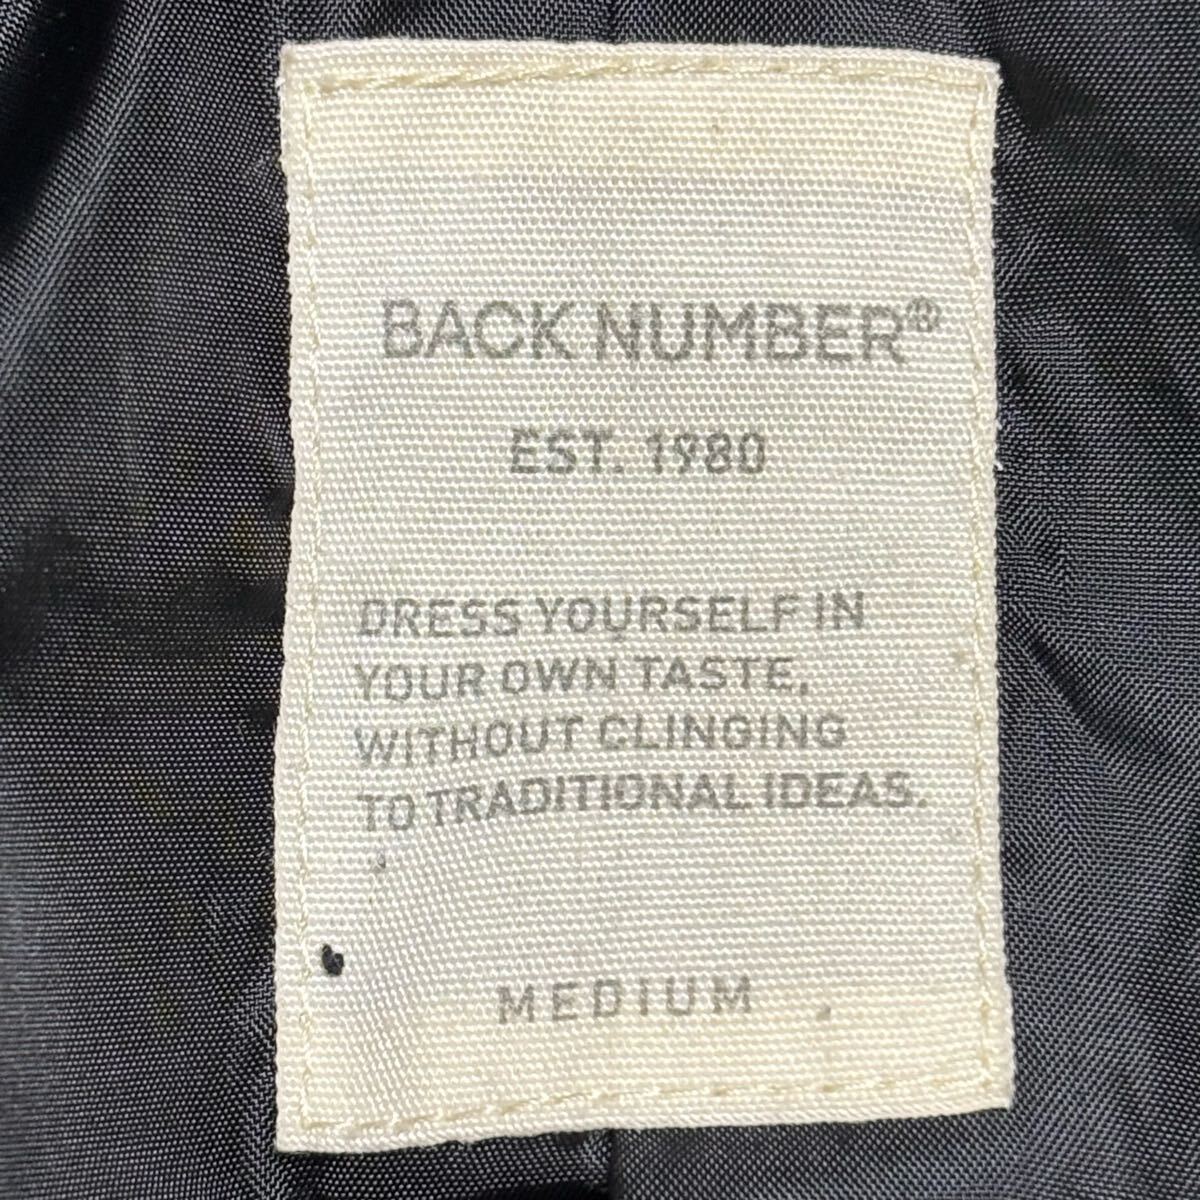 BACK NUMBER®
EST. 1980
DRESS YOURSELF IN
YOUR OWN TASTE,
WITHOUT CLINGING
TO TRADITIONAL IDEAS.
MEDIUM